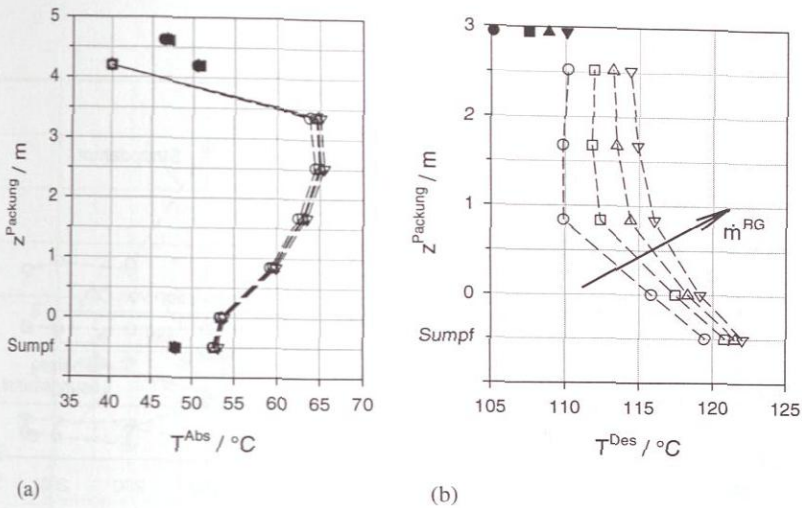 5
4
3
2
1
0
Sumpf
z^Packung / m
35 40 45 50 55 60 65 70
T^Abs / °C
(a)
3
2
1
0
Sumpf
z^Packung / m
ṁ^RG
105 110 115 120 125
T^Des / °C
(b)